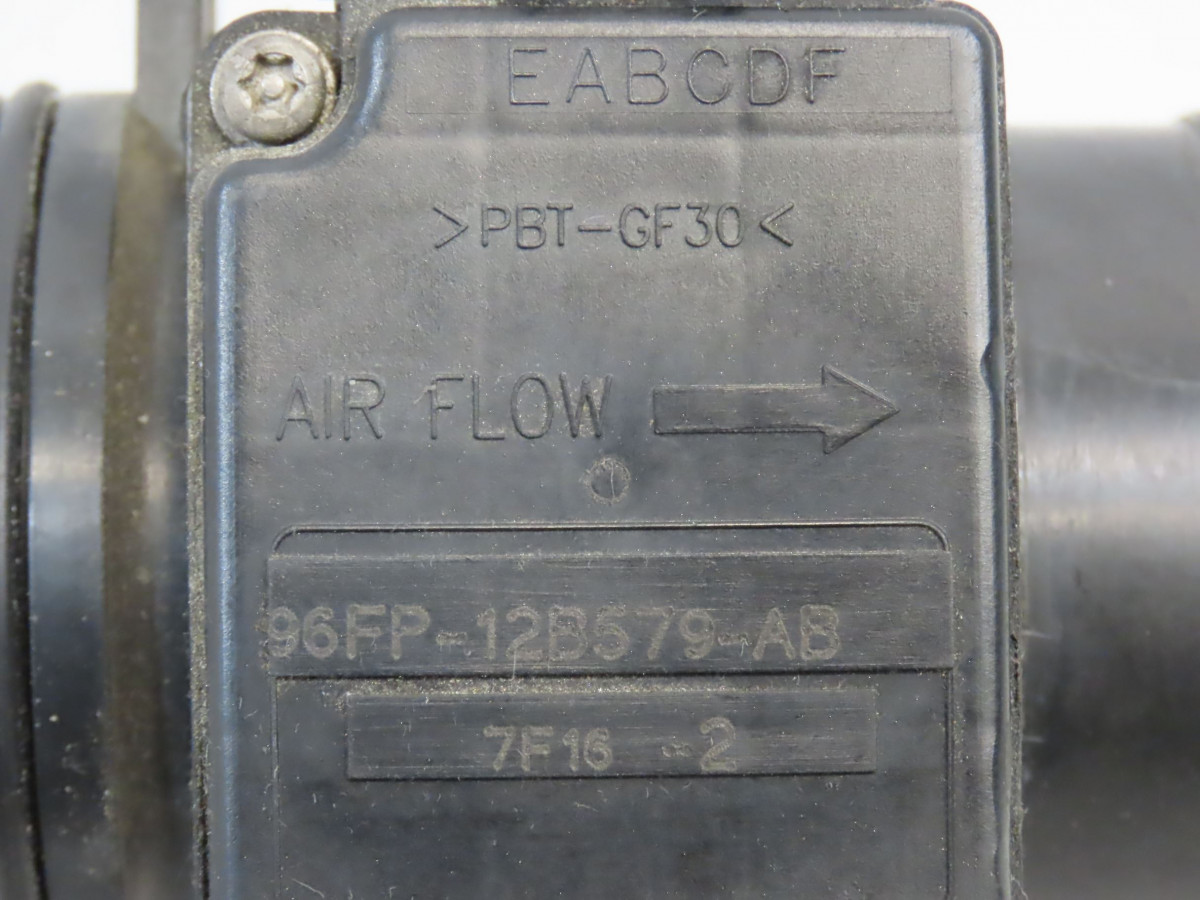 EABCDF
>PBT-GF30<
AIR FLOW
96FP-12B579-AB
7F16 -2